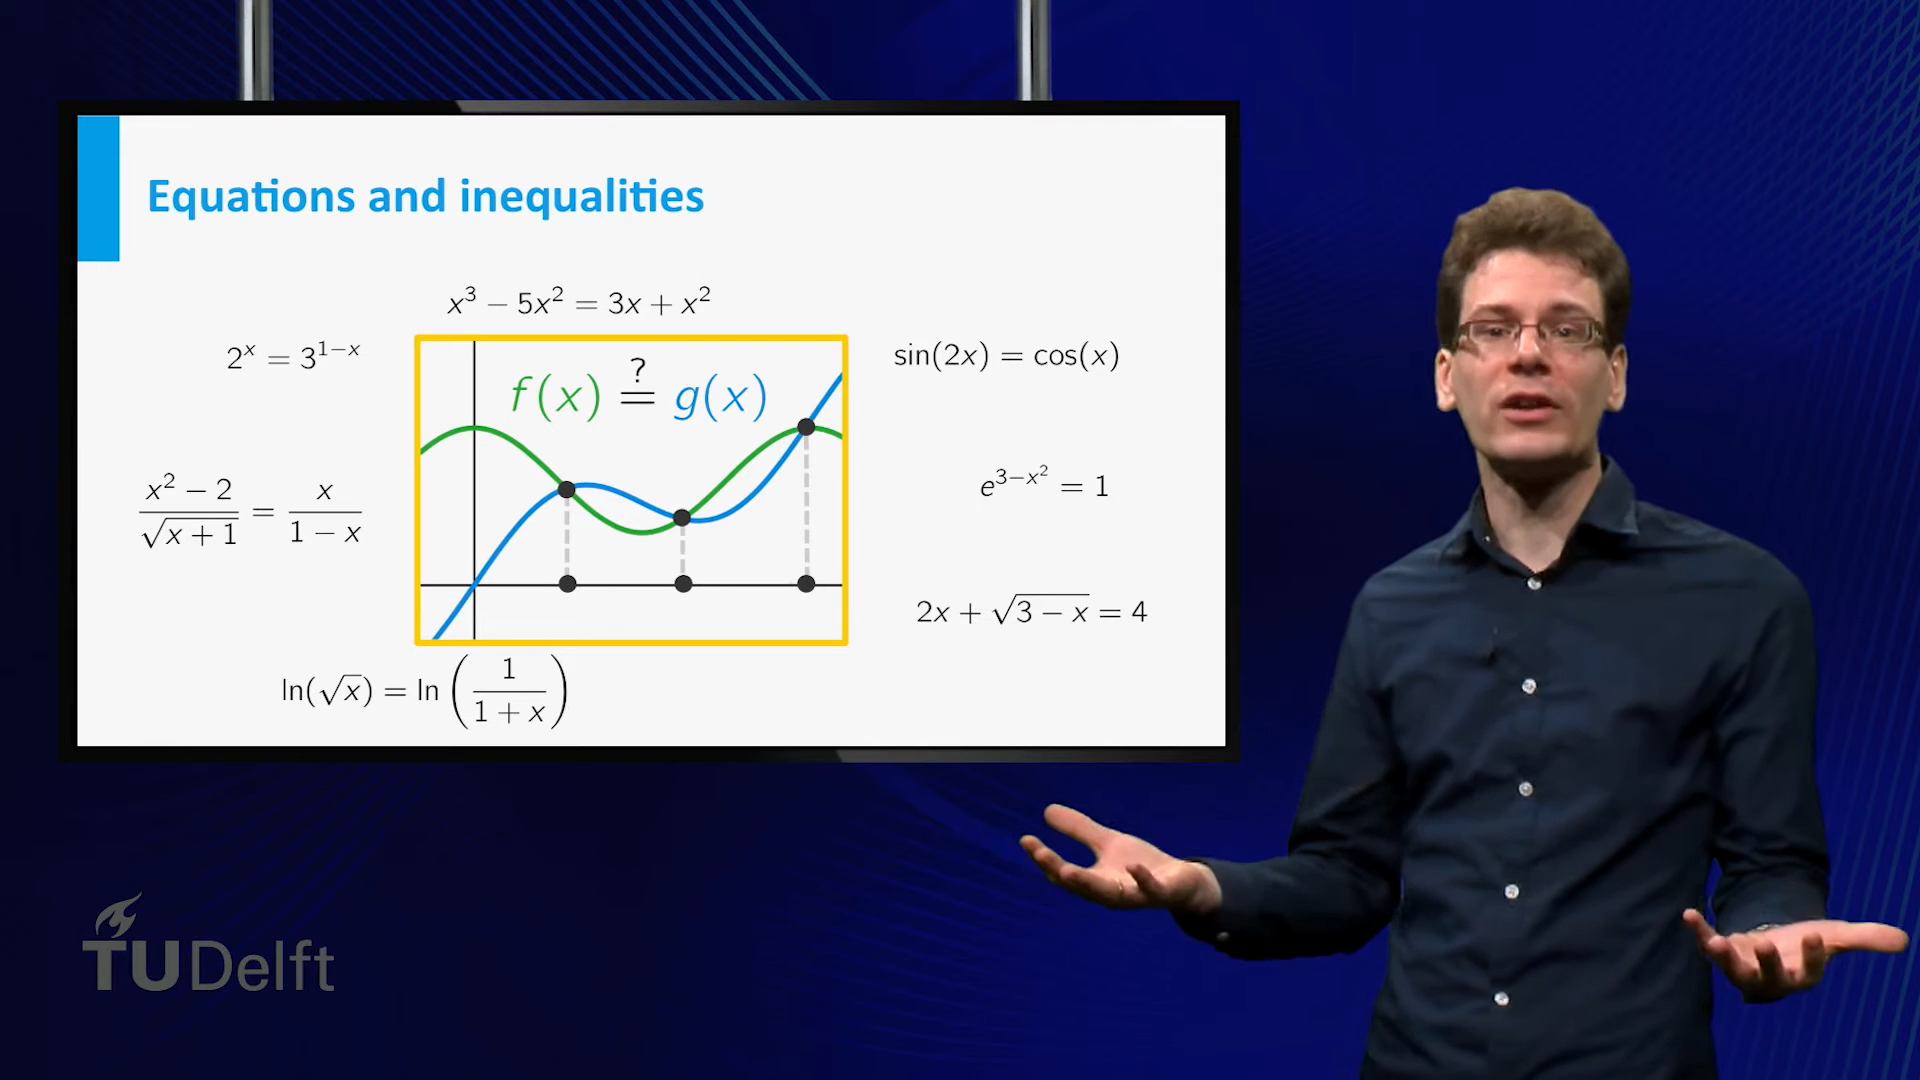 Equations and inequalities
x³ − 5x² = 3x + x²
2ˣ = 3¹⁻ˣ
sin(2x) = cos(x)
f(x) ≟ g(x)
(x² − 2)/√(x + 1) = x/(1 − x)
e^(3−x²) = 1
2x + √(3 − x) = 4
ln(√x) = ln(1/(1 + x))
TU Delft